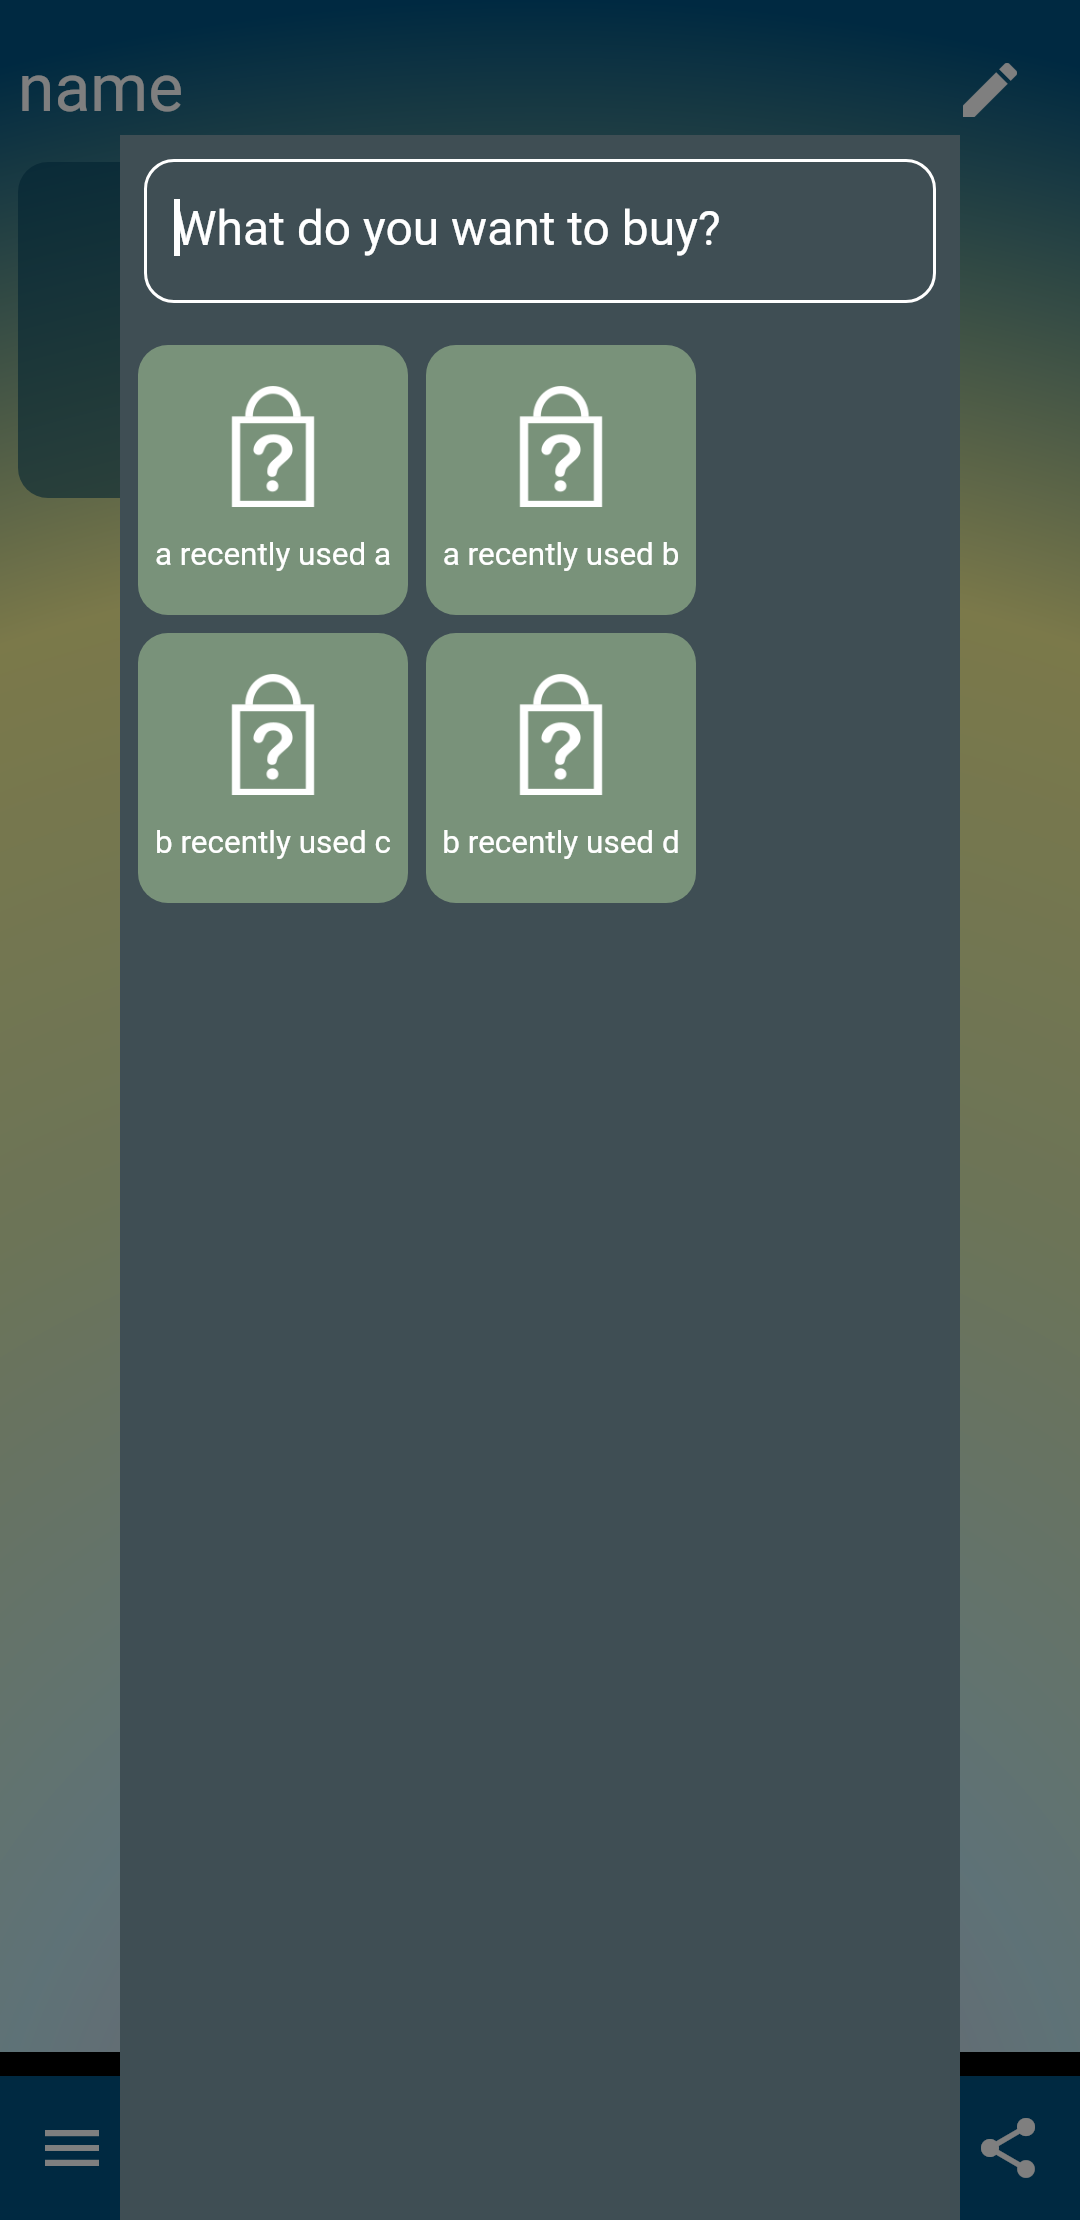 name
What do you want to buy?
?
?
a recently used a
a recently used b
?
?
b recently used c
b recently used d